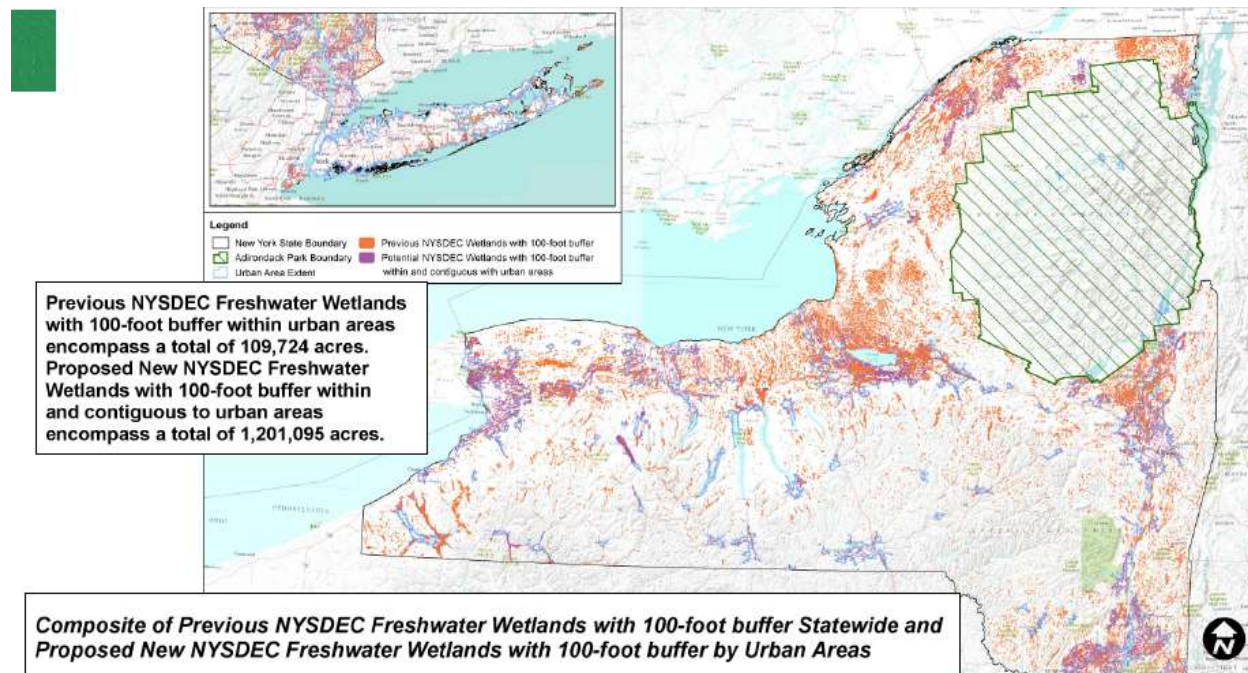 Legend
New York State Boundary
Adirondack Park Boundary
Urban Area Extent
Previous NYSDEC Wetlands with 100-foot buffer
Potential NYSDEC Wetlands with 100-foot buffer
within and contiguous with urban areas
Previous NYSDEC Freshwater Wetlands
with 100-foot buffer within urban areas
encompass a total of 109,724 acres.
Proposed New NYSDEC Freshwater
Wetlands with 100-foot buffer within
and contiguous to urban areas
encompass a total of 1,201,095 acres.
NEW YORK
PENNSYLVANIA
Composite of Previous NYSDEC Freshwater Wetlands with 100-foot buffer Statewide and
Proposed New NYSDEC Freshwater Wetlands with 100-foot buffer by Urban Areas
N